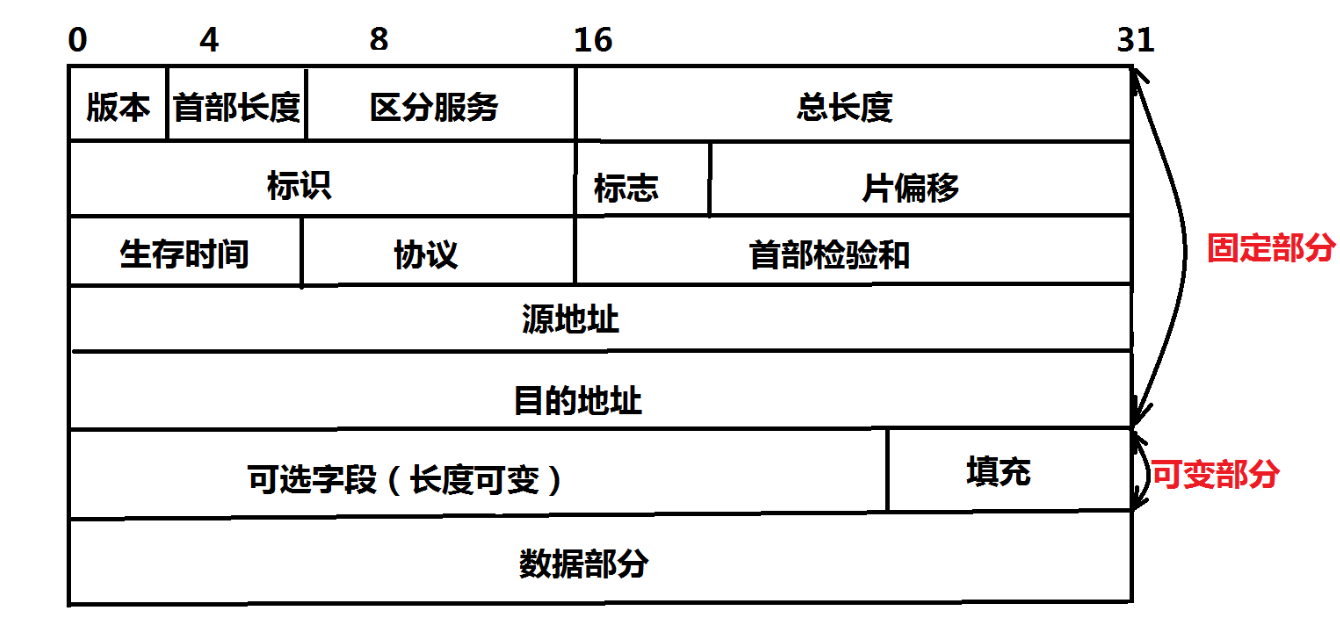 0 4 8 16 31
版本 首部长度 区分服务 总长度
标识 标志 片偏移
生存时间 协议 首部检验和
固定部分
源地址
目的地址
可选字段（长度可变） 填充 可变部分
数据部分